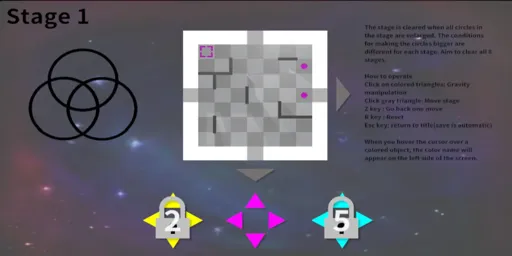 Stage 1
The stage is cleared when all circles in
the stage are enlarged. The conditions
for making the circles bigger are
different for each stage. Aim to clear all 5
stages.
How to operate
Click on colored triangles: Gravity
manipulation
Click gray triangle: Move stage
Z key : Go back one move
R key : Reset
Esc key: return to title(save is automatic)
When you hover the cursor over a
colored object, the color name will
appear on the left side of the screen.
2
5